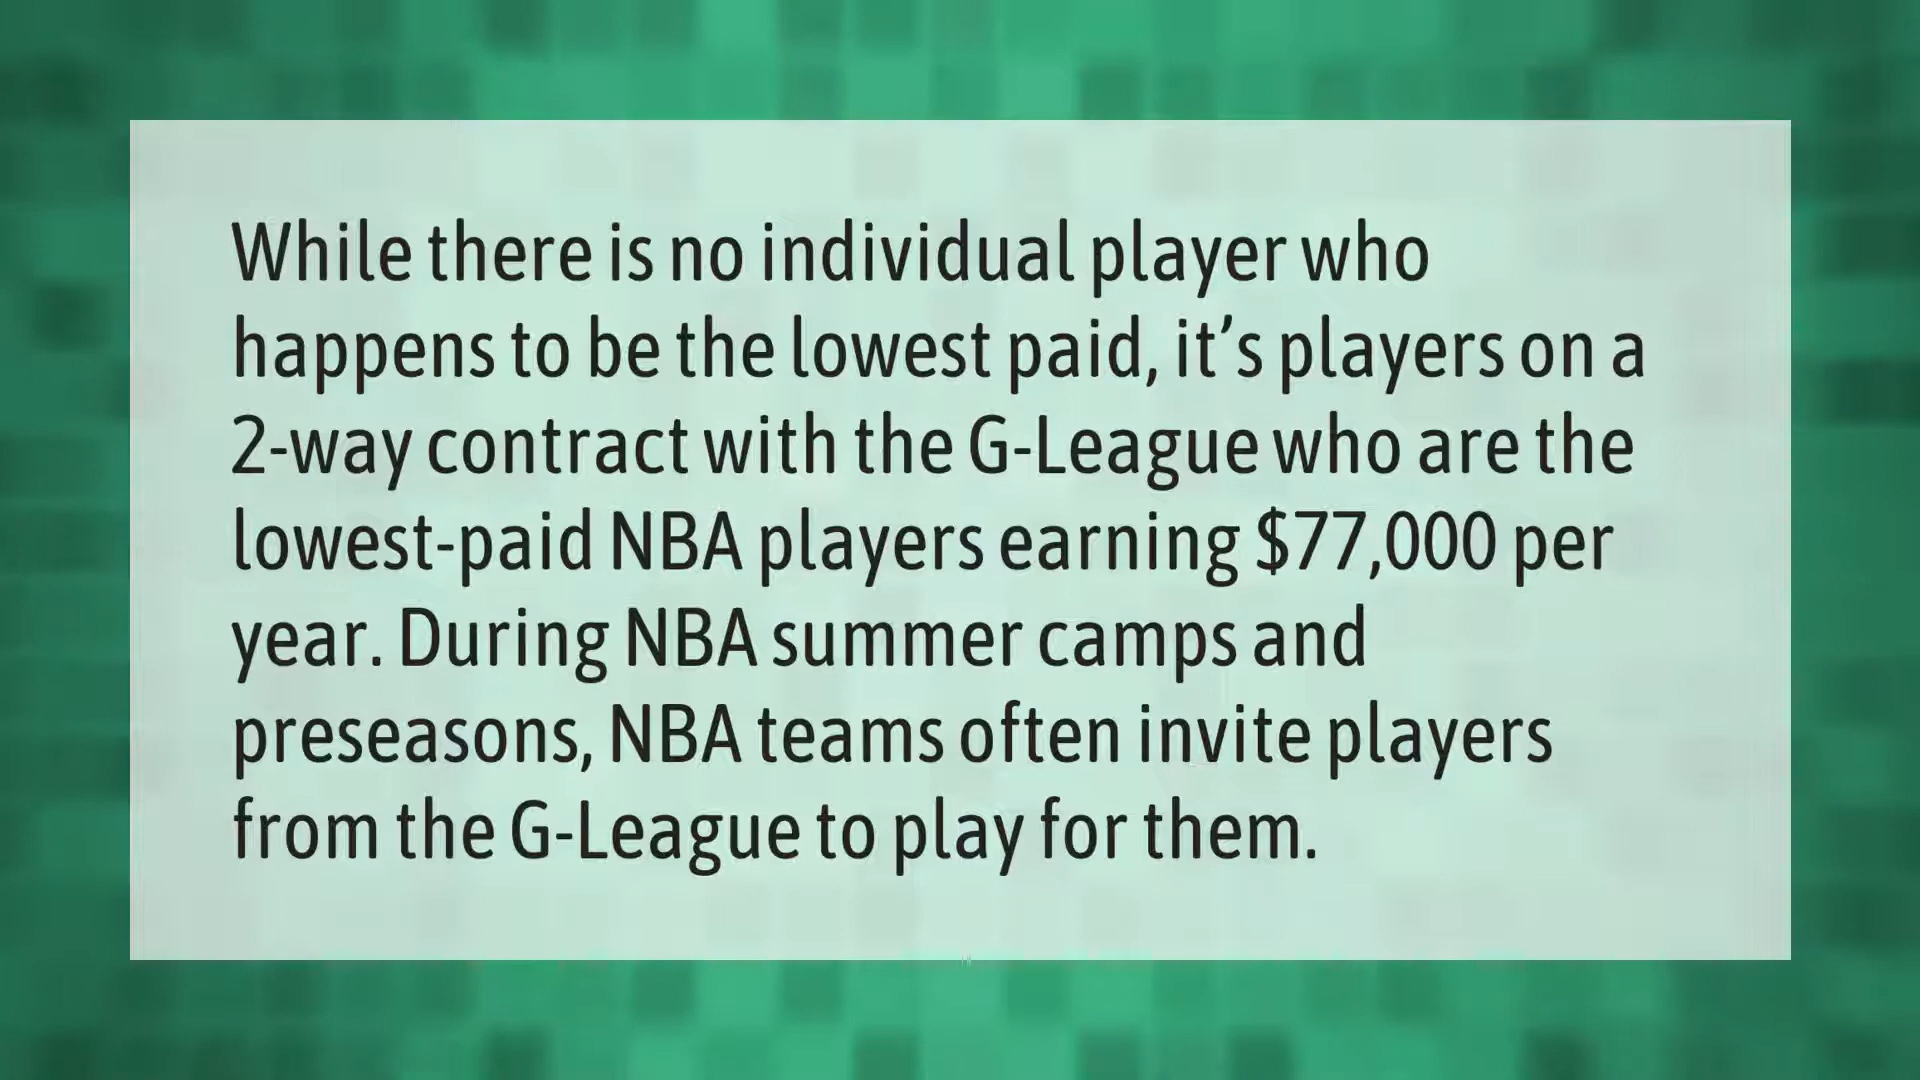 While there is no individual player who
happens to be the lowest paid, it’s players on a
2-way contract with the G-League who are the
lowest-paid NBA players earning $77,000 per
year. During NBA summer camps and
preseasons, NBA teams often invite players
from the G-League to play for them.